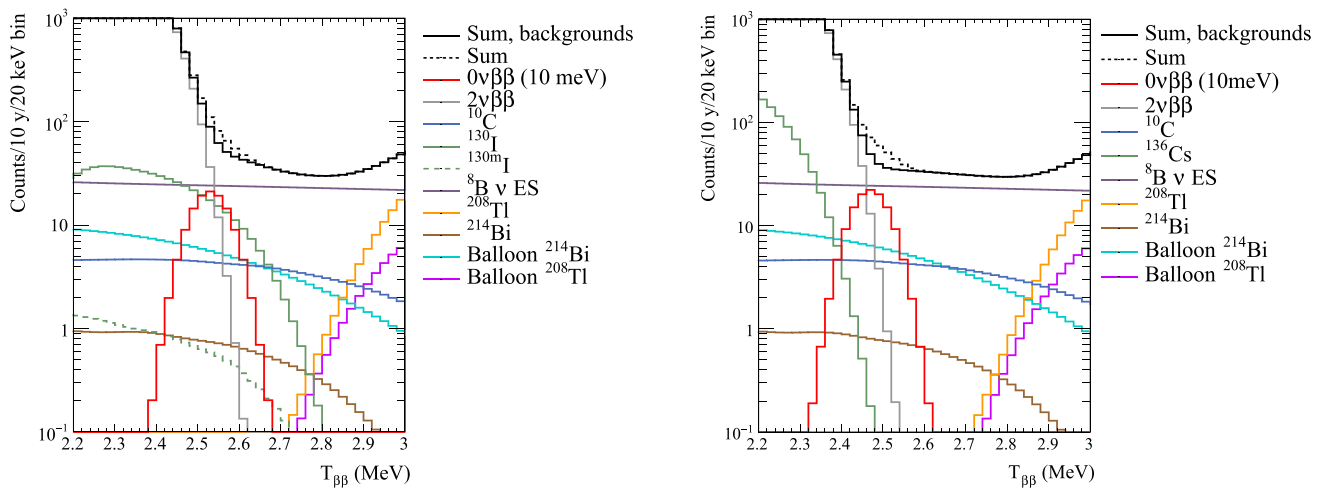 Counts/10 y/20 keV bin
10³
10²
10
1
10⁻¹
2.2 2.3 2.4 2.5 2.6 2.7 2.8 2.9 3
T_ββ (MeV)
Sum, backgrounds
Sum
0νββ (10 meV)
2νββ
¹⁰C
¹³⁰I
¹³⁰ᵐI
⁸B ν ES
²⁰⁸Tl
²¹⁴Bi
Balloon ²¹⁴Bi
Balloon ²⁰⁸Tl
Counts/10 y/20 keV bin
10³
10²
10
1
10⁻¹
2.2 2.3 2.4 2.5 2.6 2.7 2.8 2.9 3
T_ββ (MeV)
Sum, backgrounds
Sum
0νββ (10meV)
2νββ
¹⁰C
¹³⁶Cs
⁸B ν ES
²⁰⁸Tl
²¹⁴Bi
Balloon ²¹⁴Bi
Balloon ²⁰⁸Tl